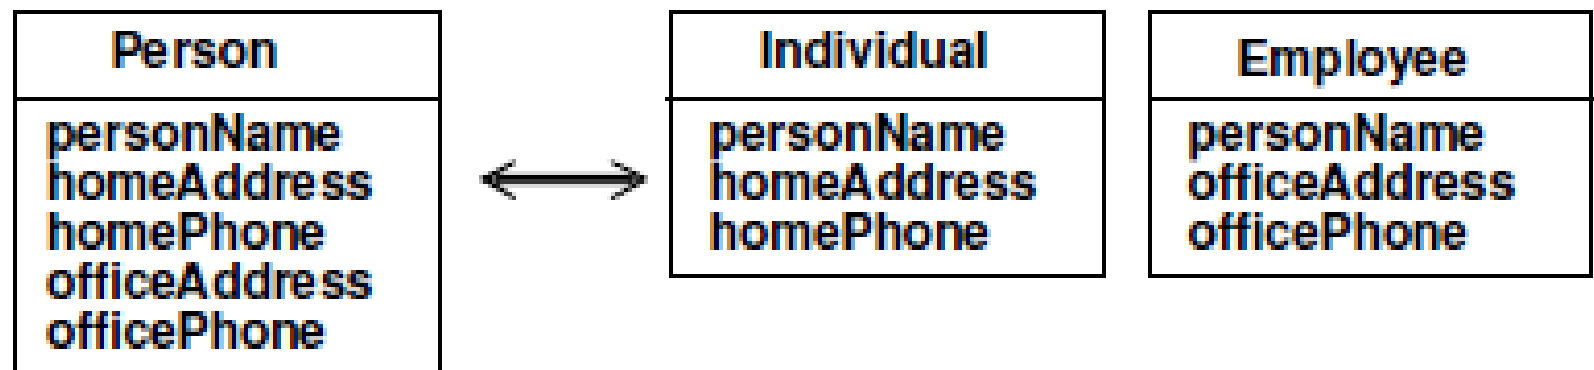 Person
personName
homeAddress
homePhone
officeAddress
officePhone
Individual
personName
homeAddress
homePhone
Employee
personName
officeAddress
officePhone